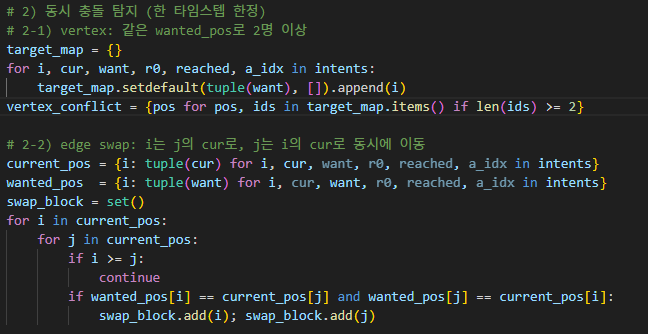 # 2) 동시 충돌 탐지 (한 타임스텝 한정)
# 2-1) vertex: 같은 wanted_pos로 2명 이상
target_map = {}
for i, cur, want, r0, reached, a_idx in intents:
    target_map.setdefault(tuple(want), []).append(i)
vertex_conflict = {pos for pos, ids in target_map.items() if len(ids) >= 2}

# 2-2) edge swap: i는 j의 cur로, j는 i의 cur로 동시에 이동
current_pos = {i: tuple(cur) for i, cur, want, r0, reached, a_idx in intents}
wanted_pos  = {i: tuple(want) for i, cur, want, r0, reached, a_idx in intents}
swap_block = set()
for i in current_pos:
    for j in current_pos:
        if i >= j:
            continue
        if wanted_pos[i] == current_pos[j] and wanted_pos[j] == current_pos[i]:
            swap_block.add(i); swap_block.add(j)